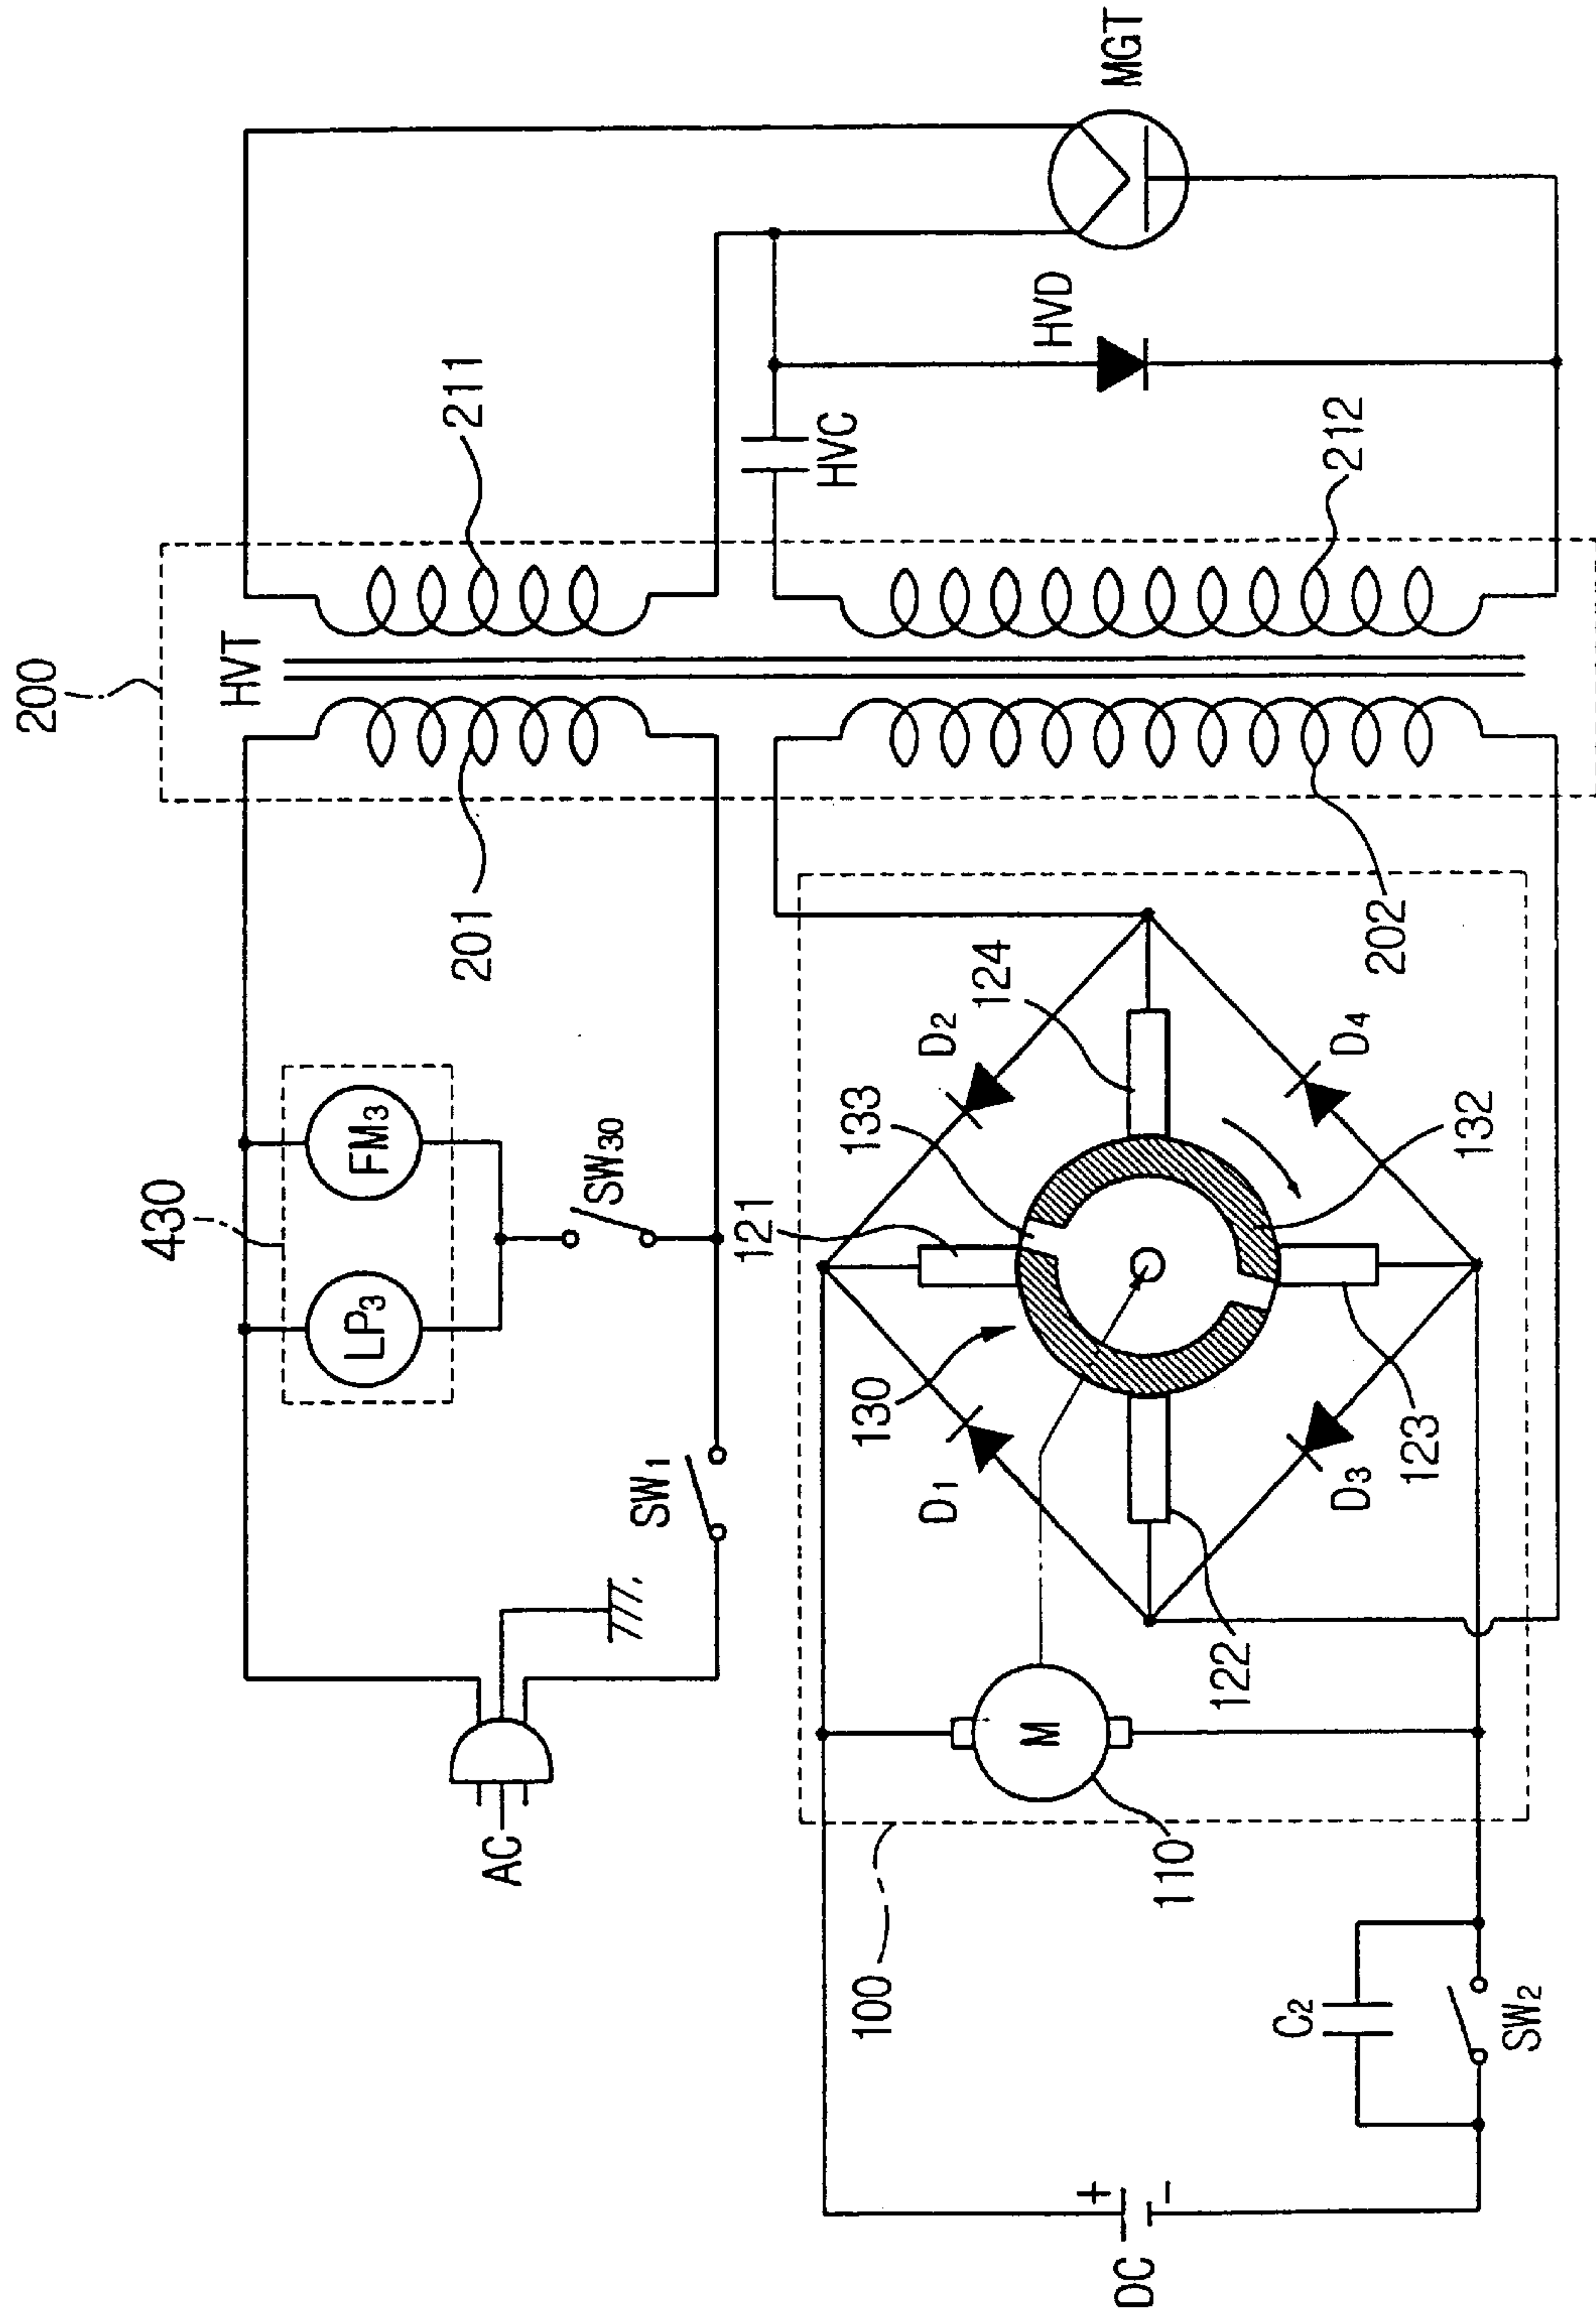 200
HVT
211
MGT
430
LP3
FM3
SW30
201
SW1
AC
HVC
HVD
121
133
D2
124
130
D1
122
M
110
100
D4
132
123
D3
202
212
C2
SW2
DC
+
−